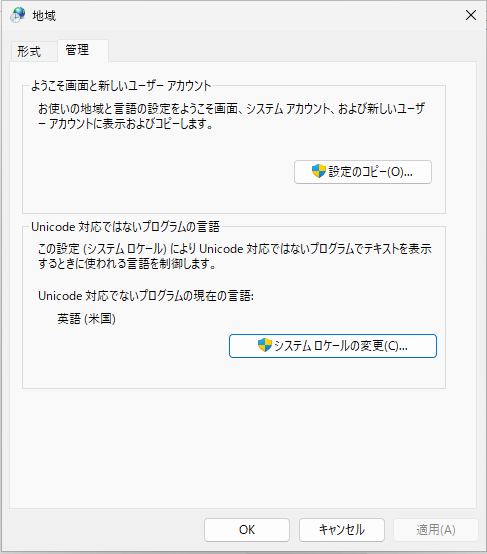 地域
形式
管理
ようこそ画面と新しいユーザー アカウント
お使いの地域と言語の設定をようこそ画面、システム アカウント、および新しいユーザ
ー アカウントに表示およびコピーします。
設定のコピー(O)...
Unicode 対応ではないプログラムの言語
この設定 (システム ロケール) により Unicode 対応ではないプログラムでテキストを表示
するときに使われる言語を制御します。
Unicode 対応でないプログラムの現在の言語:
英語 (米国)
システム ロケールの変更(C)...
OK
キャンセル
適用(A)